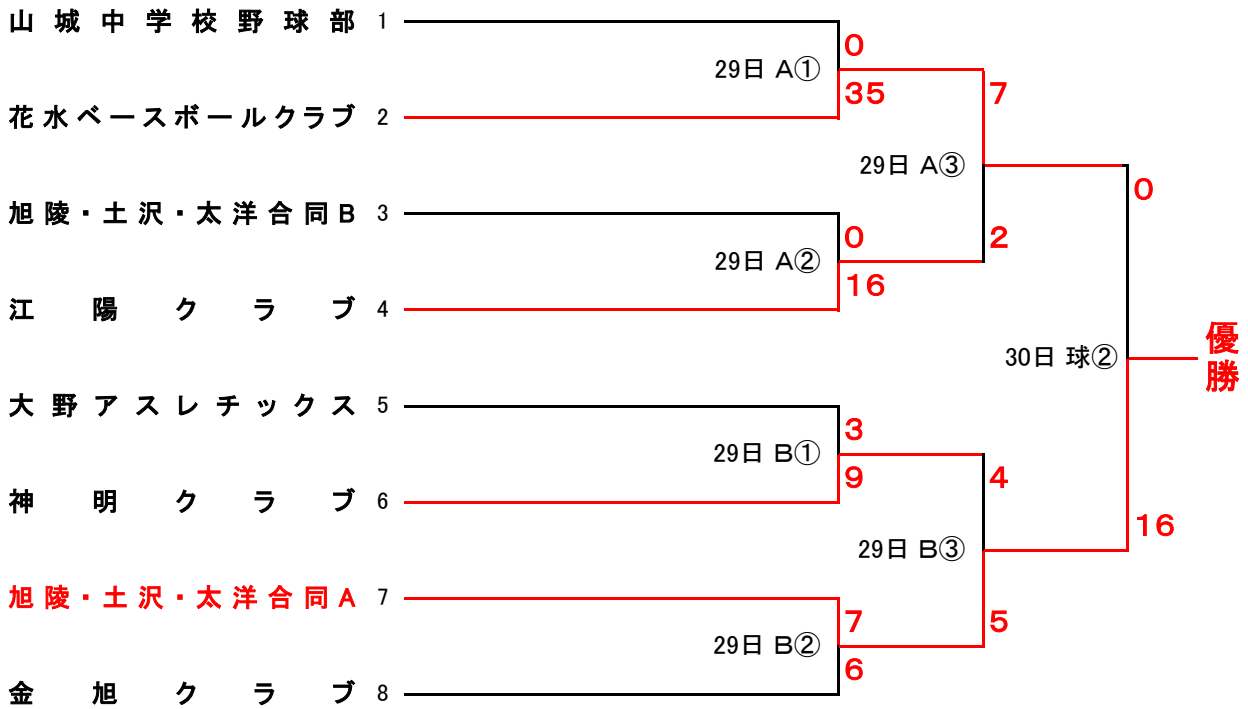 山城中学校野球部 1
0
29日 A①
35
7
花水ベースボールクラブ 2
29日 A③
0
旭陵・土沢・太洋合同B 3
0
2
29日 A②
16
江陽クラブ 4
優勝
30日 球②
大野アスレチックス 5
3
29日 B①
9
4
神明クラブ 6
16
29日 B③
旭陵・土沢・太洋合同A 7
7
5
29日 B②
6
金旭クラブ 8